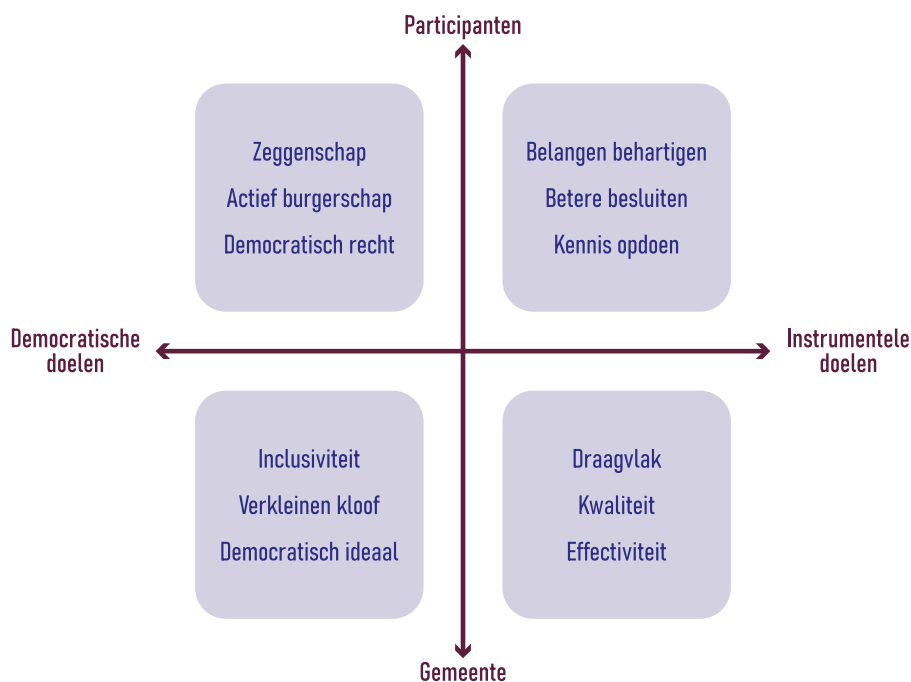 Participanten
Zeggenschap
Actief burgerschap
Democratisch recht
Belangen behartigen
Betere besluiten
Kennis opdoen
Democratische
doelen
Instrumentele
doelen
Inclusiviteit
Verkleinen kloof
Democratisch ideaal
Draagvlak
Kwaliteit
Effectiviteit
Gemeente